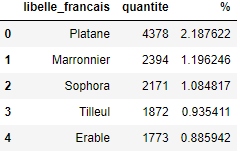 libelle_francais quantite %
0 Platane 4378 2.187622
1 Marronnier 2394 1.196246
2 Sophora 2171 1.084817
3 Tilleul 1872 0.935411
4 Erable 1773 0.885942